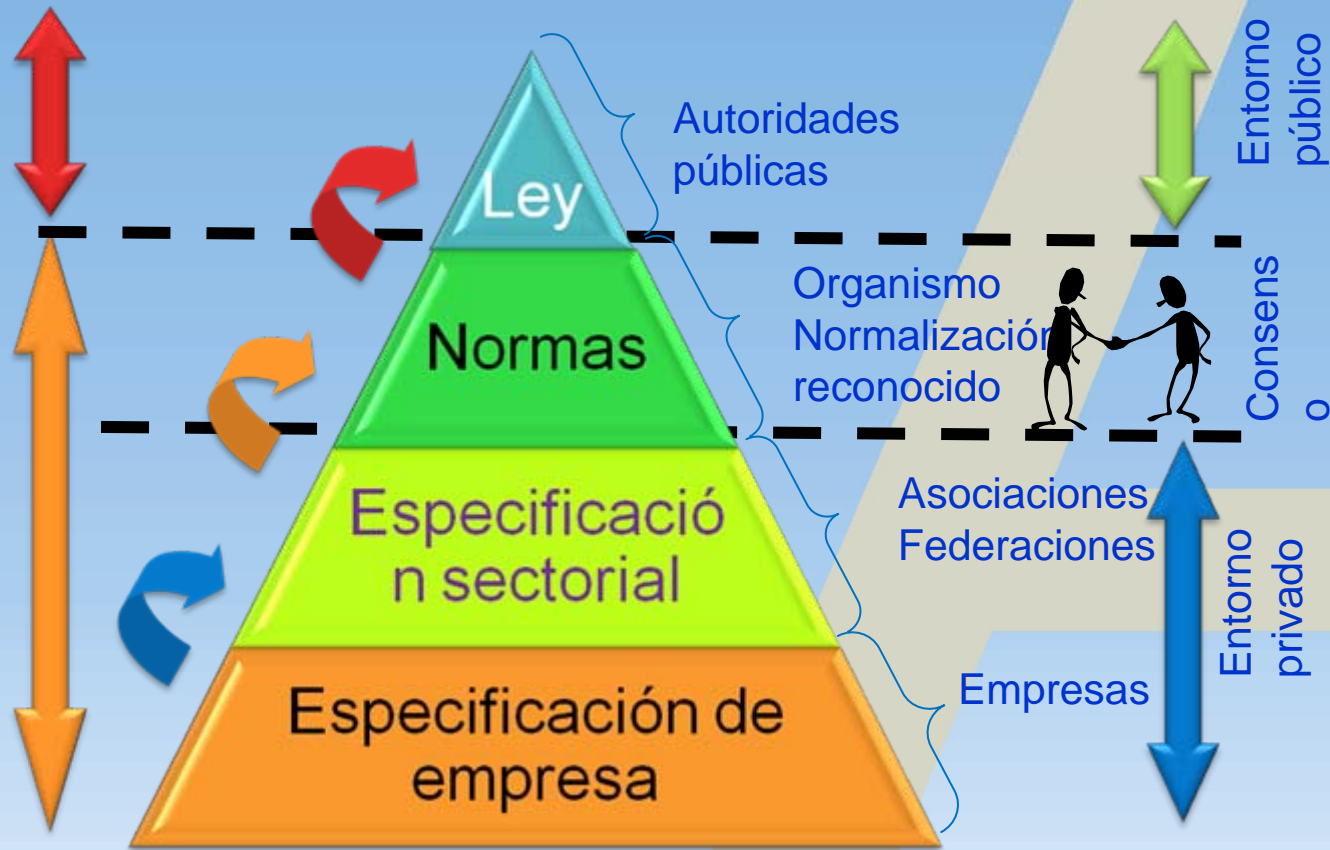 Entorno
público
Autoridades
públicas
Ley
Organismo
Normalización
reconocido
Consens
o
Normas
Asociaciones
Federaciones
Especificació
n sectorial
Entorno
privado
Empresas
Especificación de
empresa